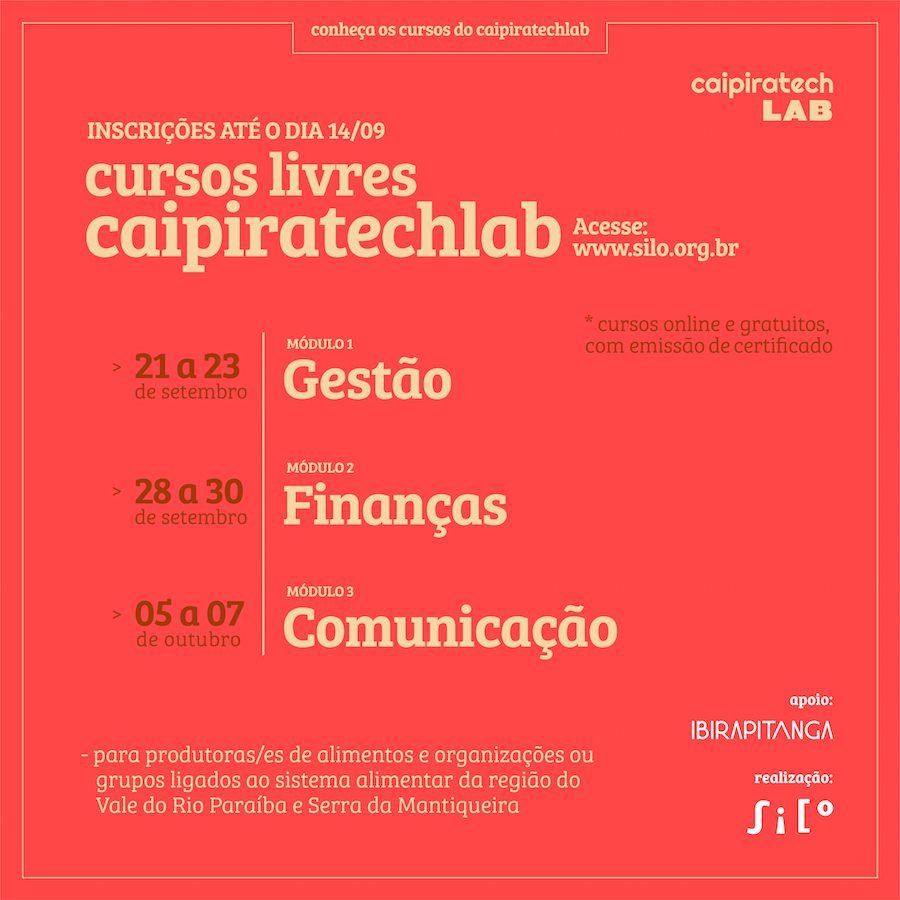 conheça os cursos do caipiratechlab
caipiratech
LAB
INSCRIÇÕES ATÉ O DIA 14/09
cursos livres
caipiratechlab
Acesse:
www.silo.org.br
* cursos online e gratuitos,
com emissão de certificado
> 21 a 23
de setembro
MÓDULO 1
Gestão
> 28 a 30
de setembro
MÓDULO 2
Finanças
> 05 a 07
de outubro
MÓDULO 3
Comunicação
- para produtoras/es de alimentos e organizações ou
grupos ligados ao sistema alimentar da região do
Vale do Rio Paraíba e Serra da Mantiqueira
apoio:
IBIRAPITANGA
realização:
Silo